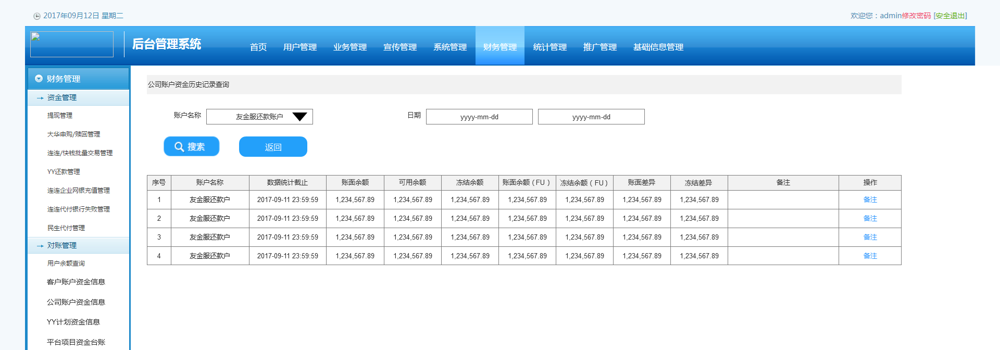 2017年09月12日 星期二
欢迎您：admin修改密码 [安全退出]
后台管理系统
首页 用户管理 业务管理 宣传管理 系统管理 财务管理 统计管理 推广管理 基础信息管理
财务管理
资金管理
提现管理
大华申购/赎回管理
连连/快钱批量交易管理
YY还款管理
连连企业网银充值管理
连连代付银行失败管理
民生代付管理
对账管理
用户余额查询
客户账户资金信息
公司账户资金信息
YY计划资金信息
平台项目资金台账
公司账户资金历史记录查询
账户名称 友金服还款账户 日期 yyyy-mm-dd yyyy-mm-dd
搜索 返回
序号 账户名称 数据统计截止 账面余额 可用余额 冻结余额 账面余额（FU） 冻结余额（FU） 账面差异 冻结差异 备注 操作
1 友金服还款户 2017-09-11 23:59:59 1,234,567.89 1,234,567.89 1,234,567.89 1,234,567.89 1,234,567.89 1,234,567.89 1,234,567.89 备注
2 友金服还款户 2017-09-11 23:59:59 1,234,567.89 1,234,567.89 1,234,567.89 1,234,567.89 1,234,567.89 1,234,567.89 1,234,567.89 备注
3 友金服还款户 2017-09-11 23:59:59 1,234,567.89 1,234,567.89 1,234,567.89 1,234,567.89 1,234,567.89 1,234,567.89 1,234,567.89 备注
4 友金服还款户 2017-09-11 23:59:59 1,234,567.89 1,234,567.89 1,234,567.89 1,234,567.89 1,234,567.89 1,234,567.89 1,234,567.89 备注